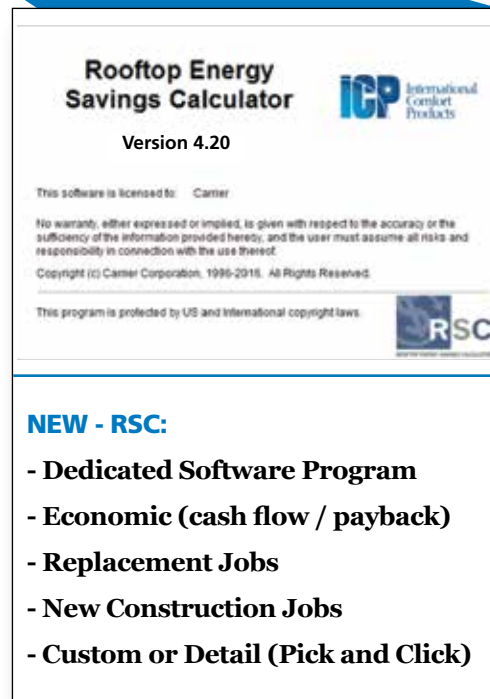 Rooftop Energy
Savings Calculator
Version 4.20
ICP International
Comfort
Products
This software is licensed to: Carrier
No warranty, either expressed or implied, is given with respect to the accuracy or the
sufficiency of the information provided hereby, and the user must assume all risks and
responsibility in connection with the use thereof.
Copyright (c) Carrier Corporation, 1996-2016. All Rights Reserved.
This program is protected by US and International copyright laws.
RSC
NEW - RSC:
- Dedicated Software Program
- Economic (cash flow / payback)
- Replacement Jobs
- New Construction Jobs
- Custom or Detail (Pick and Click)